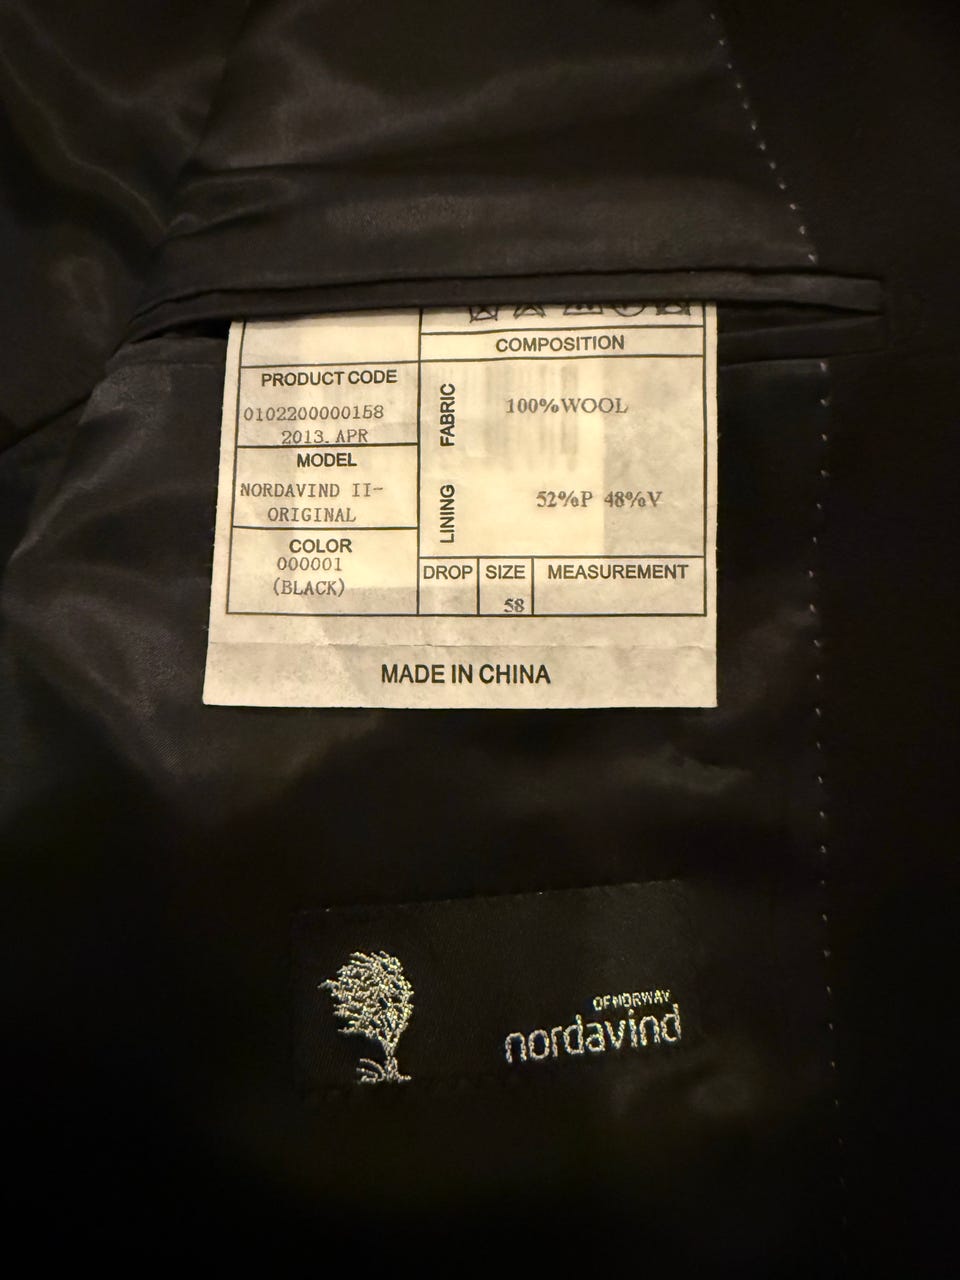 PRODUCT CODE
0102200000158
2013. APR
MODEL
NORDAVIND II-
ORIGINAL
COLOR
000001
(BLACK)
COMPOSITION
FABRIC
100%WOOL
LINING
52%P 48%V
DROP
SIZE
MEASUREMENT
58
MADE IN CHINA
OF NORWAY
nordavind